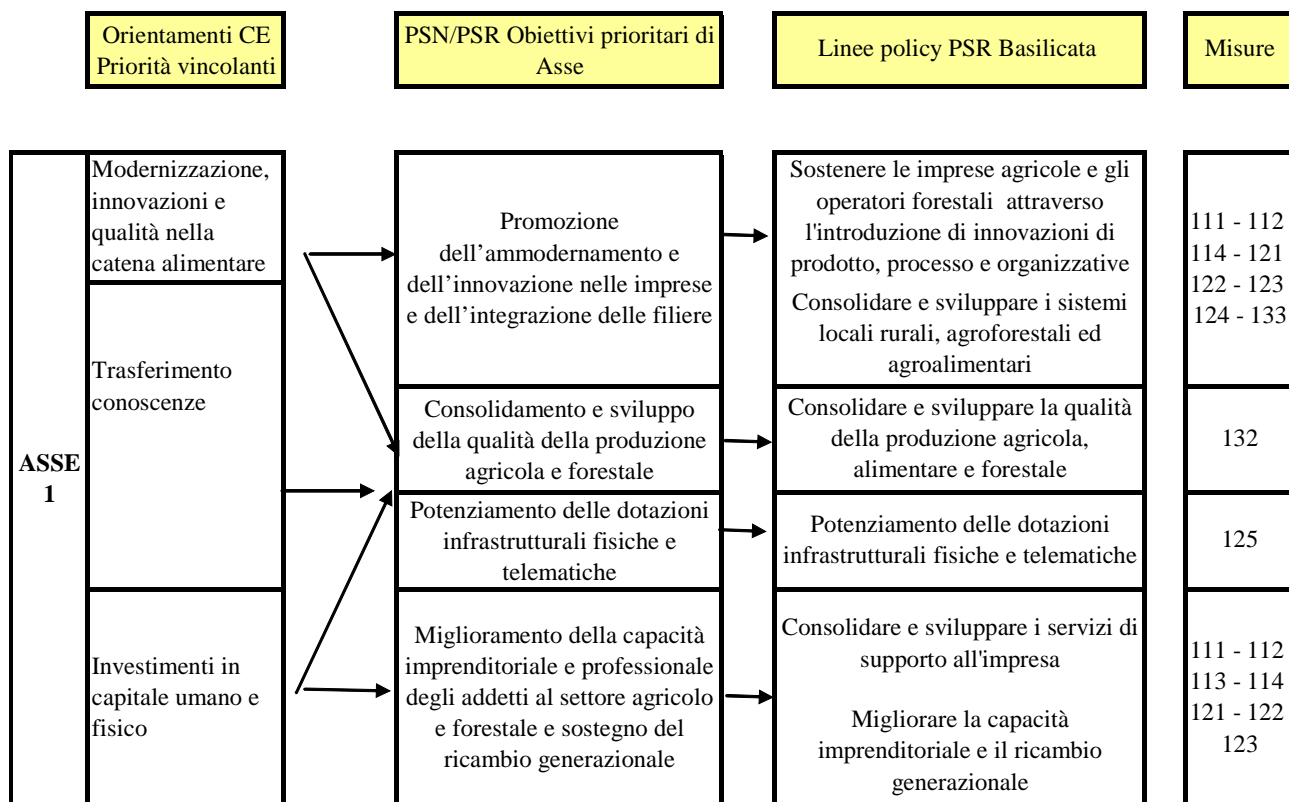 Orientamenti CE
Priorità vincolanti
PSN/PSR Obiettivi prioritari di
Asse
Linee policy PSR Basilicata
Misure
ASSE
1
Modernizzazione,
innovazioni e
qualità nella
catena alimentare
Trasferimento
conoscenze
Investimenti in
capitale umano e
fisico
Promozione
dell’ammodernamento e
dell’innovazione nelle imprese
e dell’integrazione delle filiere
Consolidamento e sviluppo
della qualità della produzione
agricola e forestale
Potenziamento delle dotazioni
infrastrutturali fisiche e
telematiche
Miglioramento della capacità
imprenditoriale e professionale
degli addetti al settore agricolo
e forestale e sostegno del
ricambio generazionale
Sostenere le imprese agricole e gli
operatori forestali attraverso
l'introduzione di innovazioni di
prodotto, processo e organizzative
Consolidare e sviluppare i sistemi
locali rurali, agroforestali ed
agroalimentari
Consolidare e sviluppare la qualità
della produzione agricola,
alimentare e forestale
Potenziamento delle dotazioni
infrastrutturali fisiche e telematiche
Consolidare e sviluppare i servizi di
supporto all'impresa
Migliorare la capacità
imprenditoriale e il ricambio
generazionale
111 - 112
114 - 121
122 - 123
124 - 133
132
125
111 - 112
113 - 114
121 - 122
123